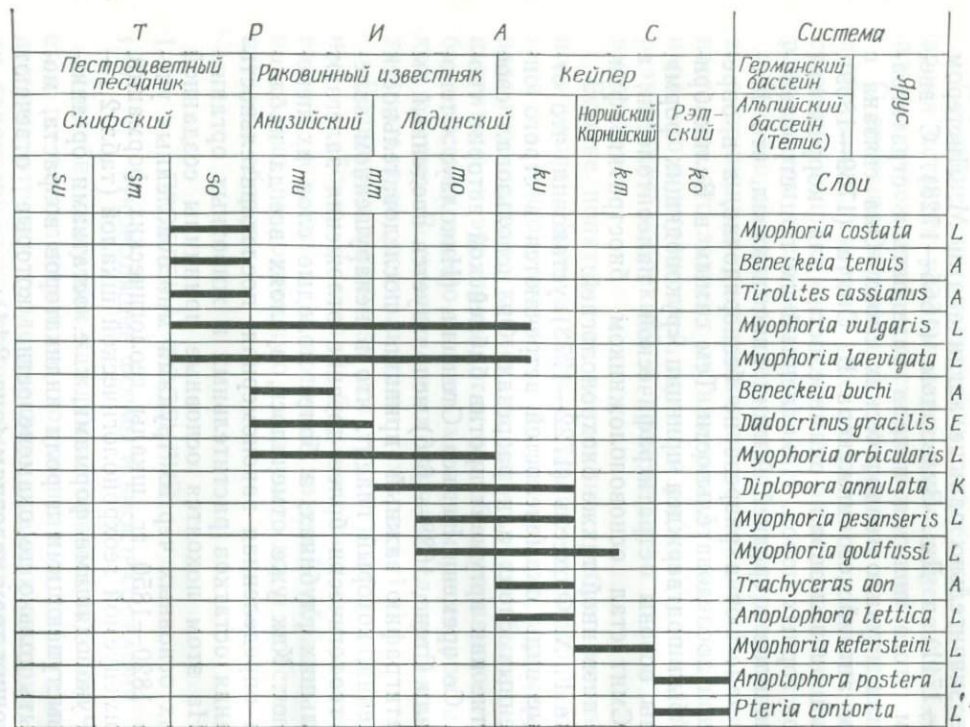 Т Р И А С Система
Пестроцветный песчаник Раковинный известняк Кейпер Германский бассейн Ярус
Скифский Анизийский Ладинский Норийский Карнийский Рэтский Альпийский бассейн (Тетис)
su sm so mu mm mo ku km ko Слои
Myophoria costata L
Beneckeia tenuis A
Tirolites cassianus A
Myophoria vulgaris L
Myophoria laevigata L
Beneckeia buchi A
Dadocrinus gracilis E
Myophoria orbicularis L
Diplopora annulata K
Myophoria pesanseris L
Myophoria goldfussi L
Trachyceras aon A
Anoplophora lettica L
Myophoria kefersteini L
Anoplophora postera L
Pteria contorta L